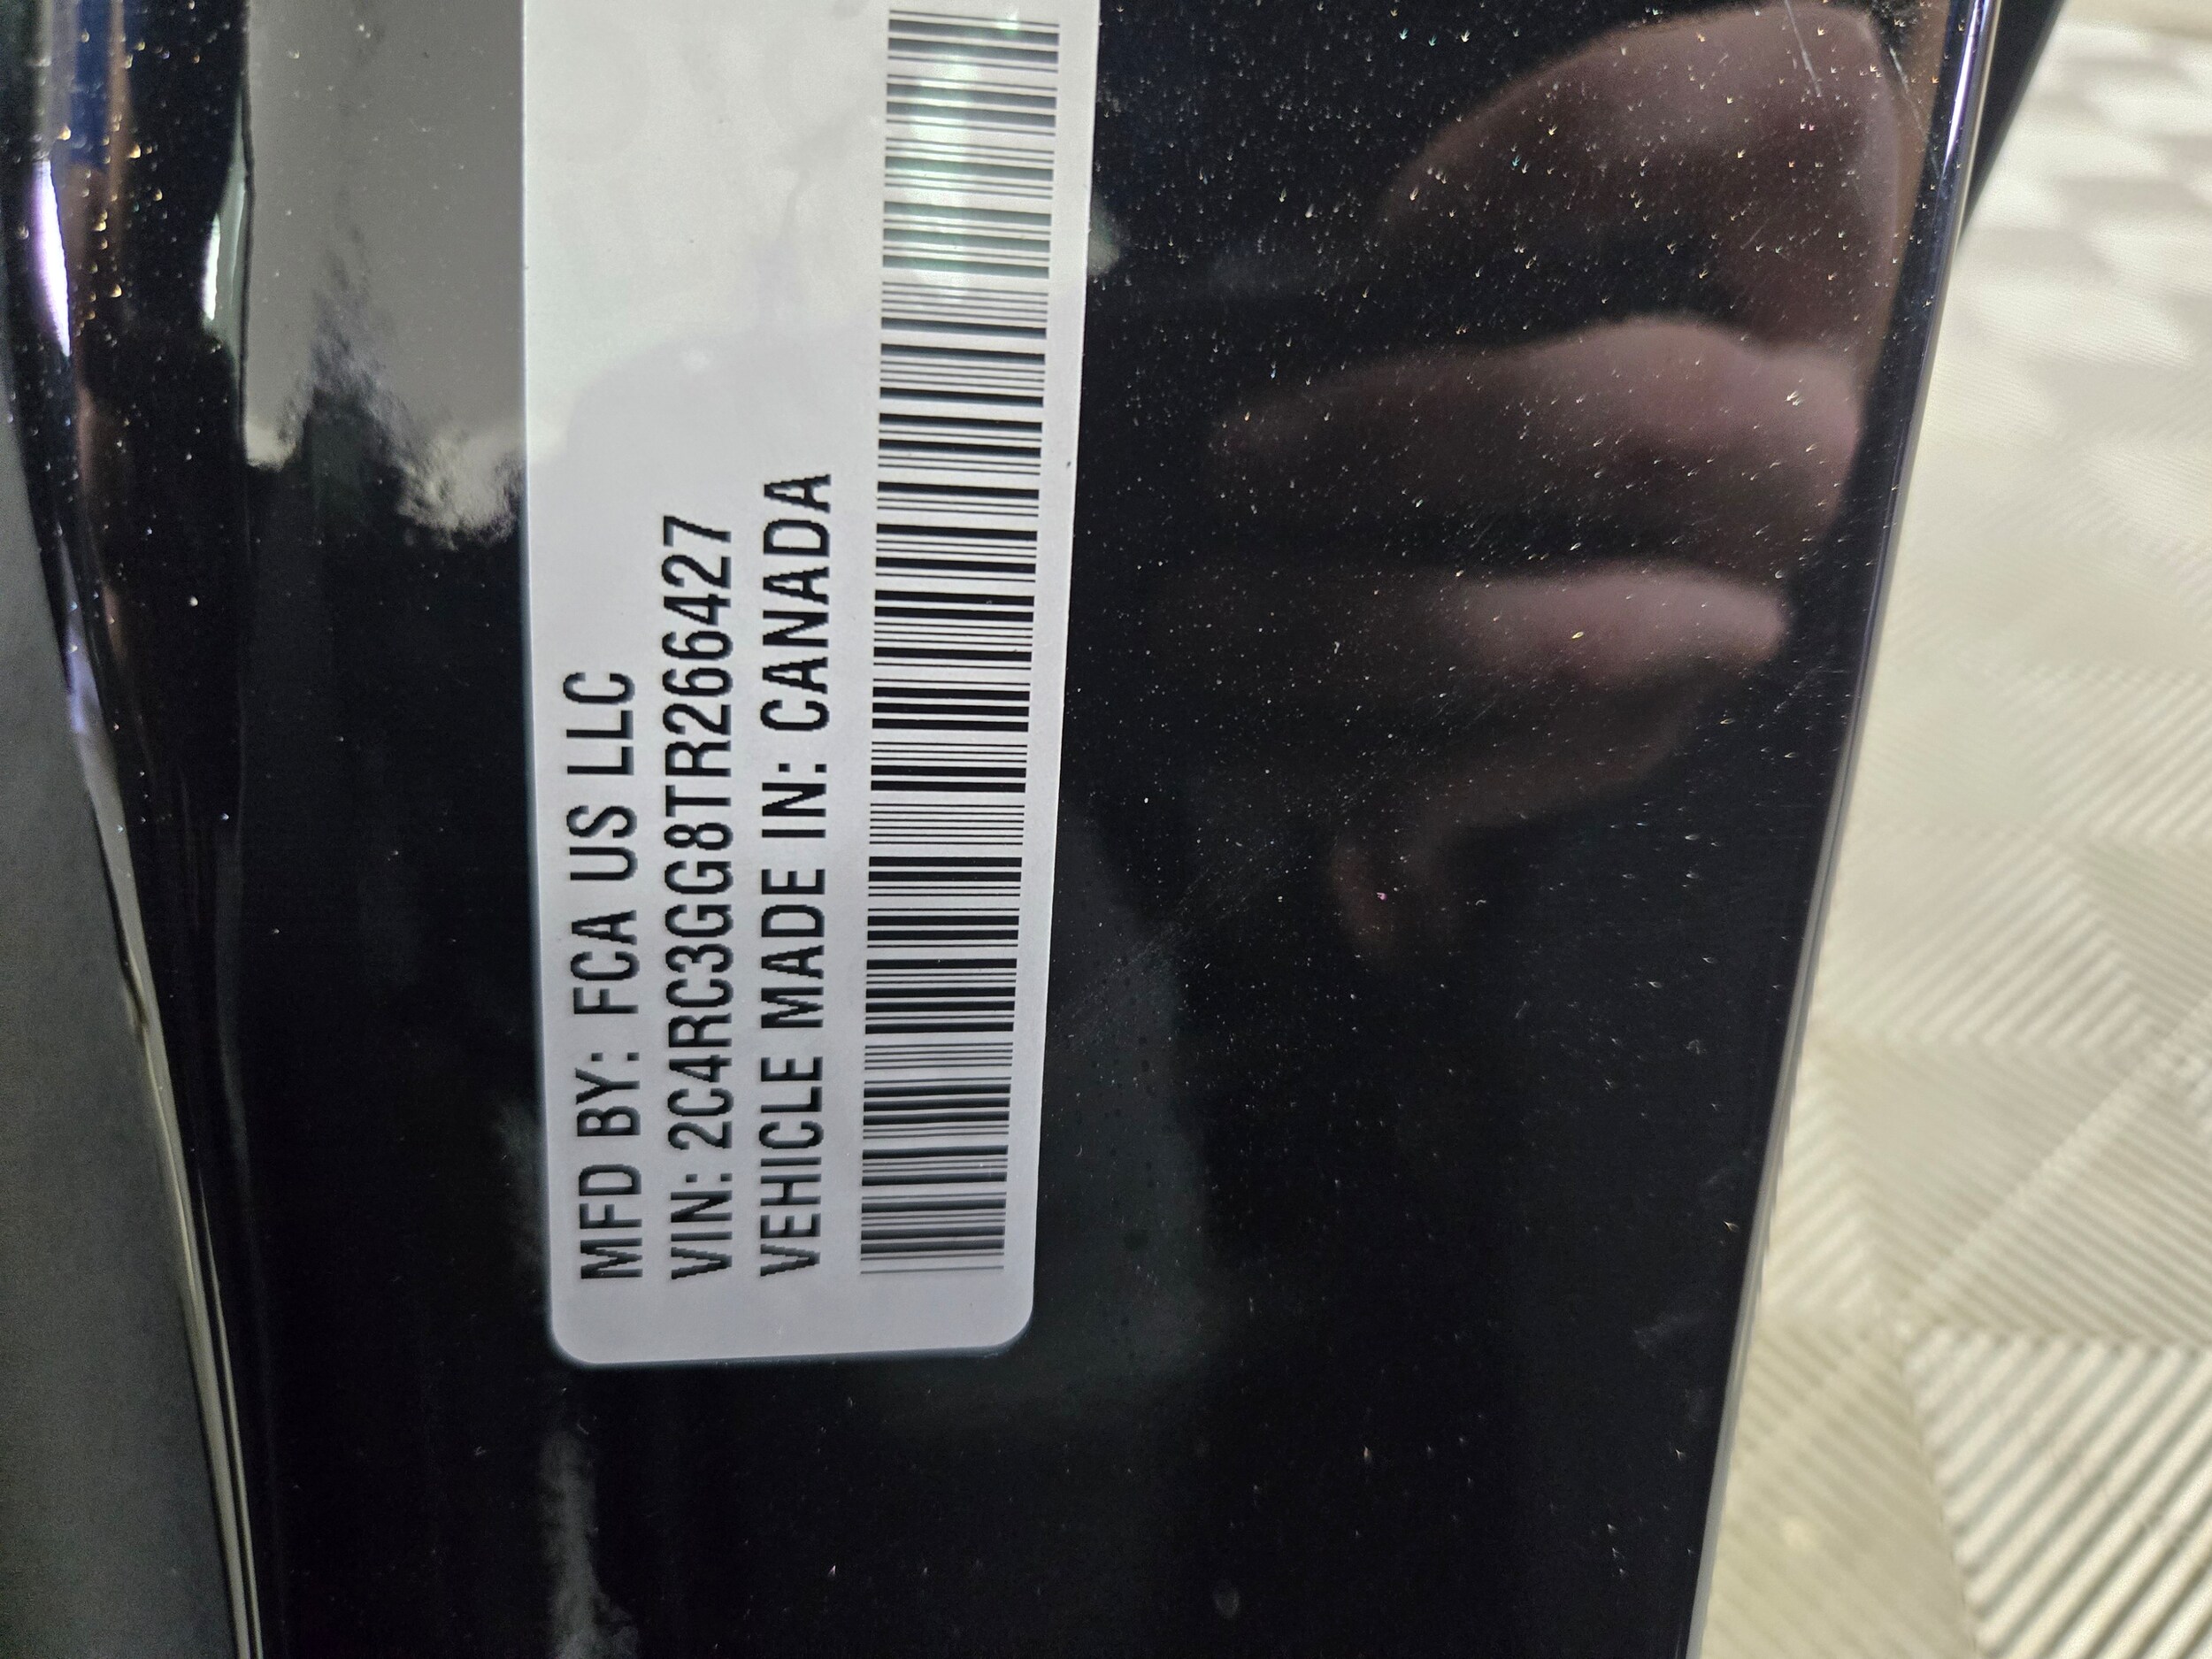 MFD BY: FCA US LLC
VIN: 2C4RC3GG8TR266427
VEHICLE MADE IN: CANADA